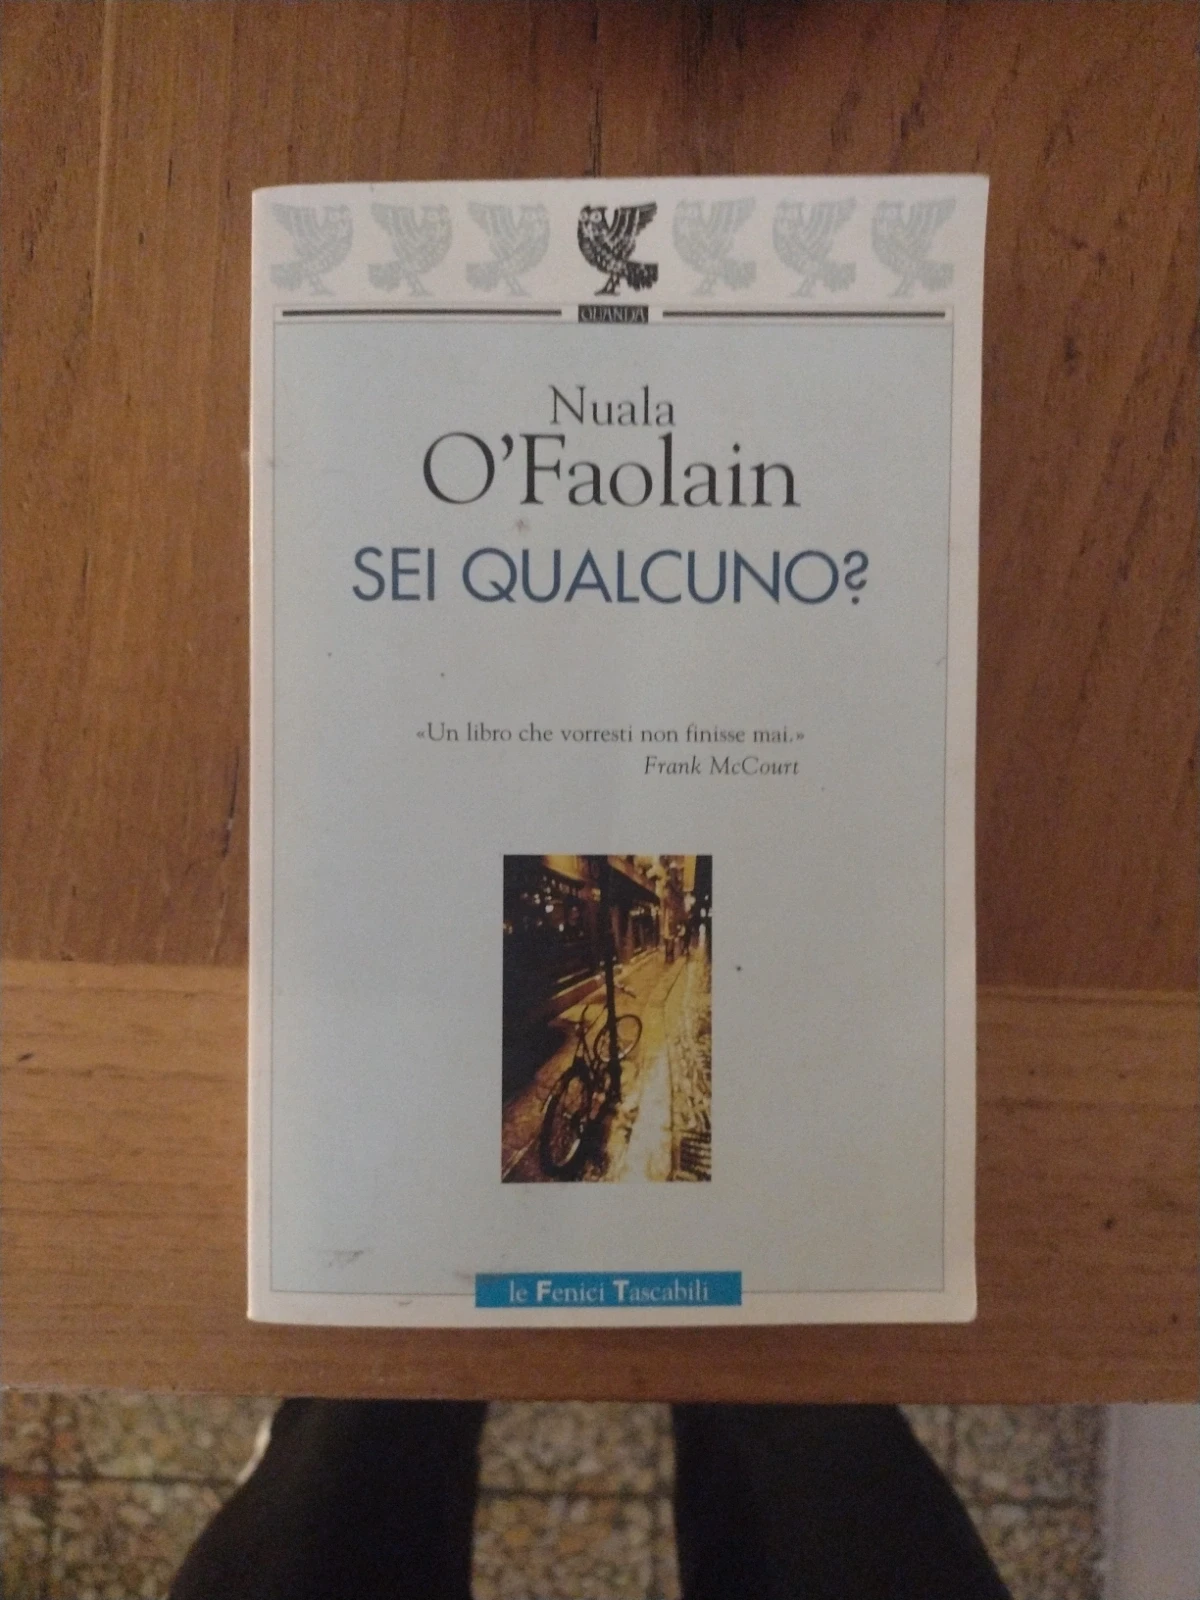 GUANDA
Nuala
O'Faolain
SEI QUALCUNO?
«Un libro che vorresti non finisse mai.»
Frank McCourt
le Fenici Tascabili